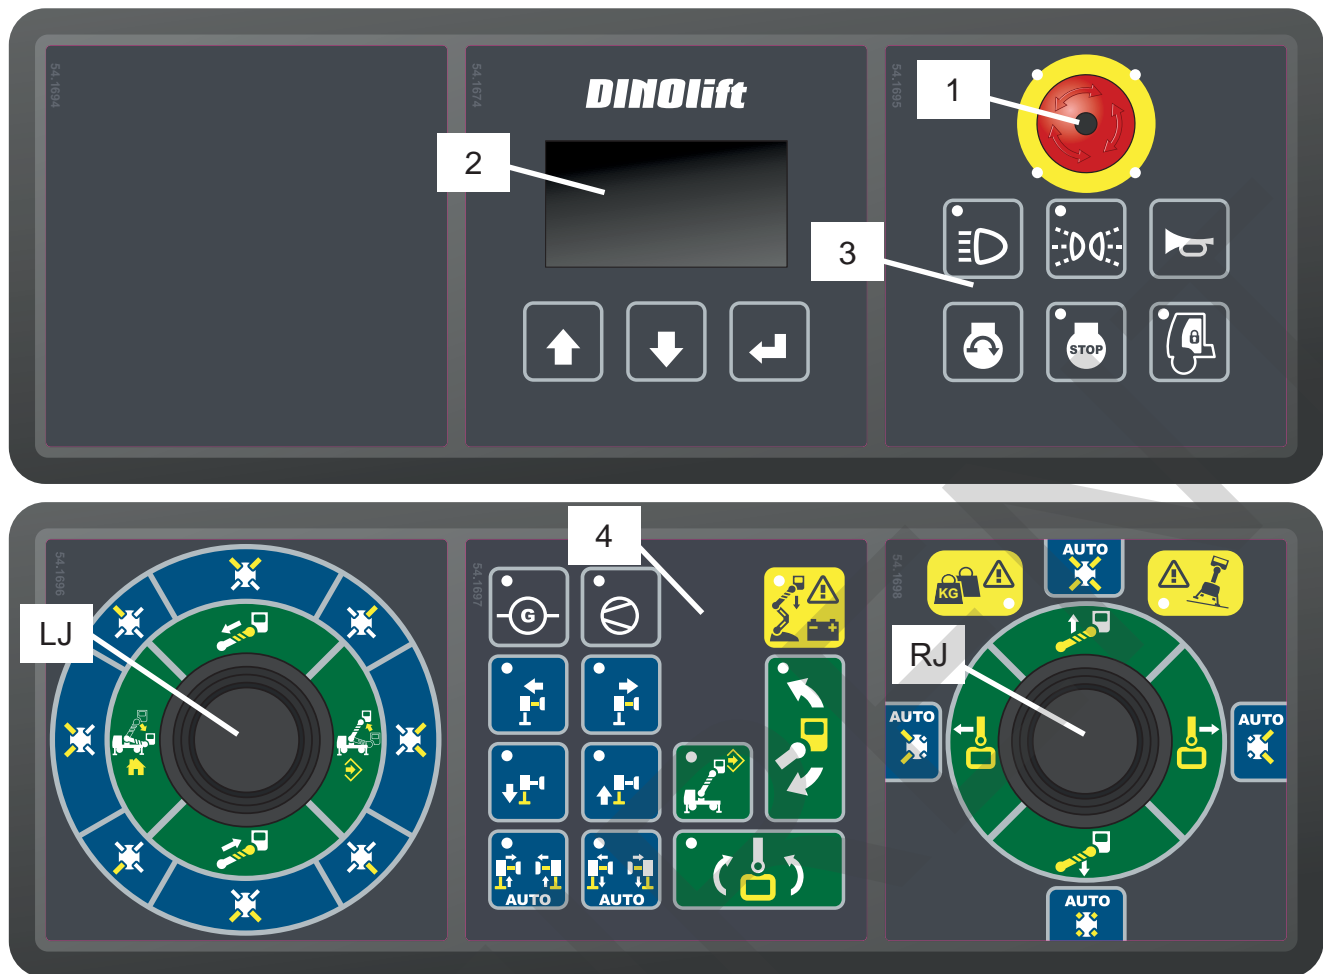 54.1694
54.1674
54.1695
DINOlift
1
2
3
STOP
54.1696
54.1697
54.1698
4
LJ
RJ
G
KG
AUTO
AUTO
AUTO
AUTO
AUTO
AUTO